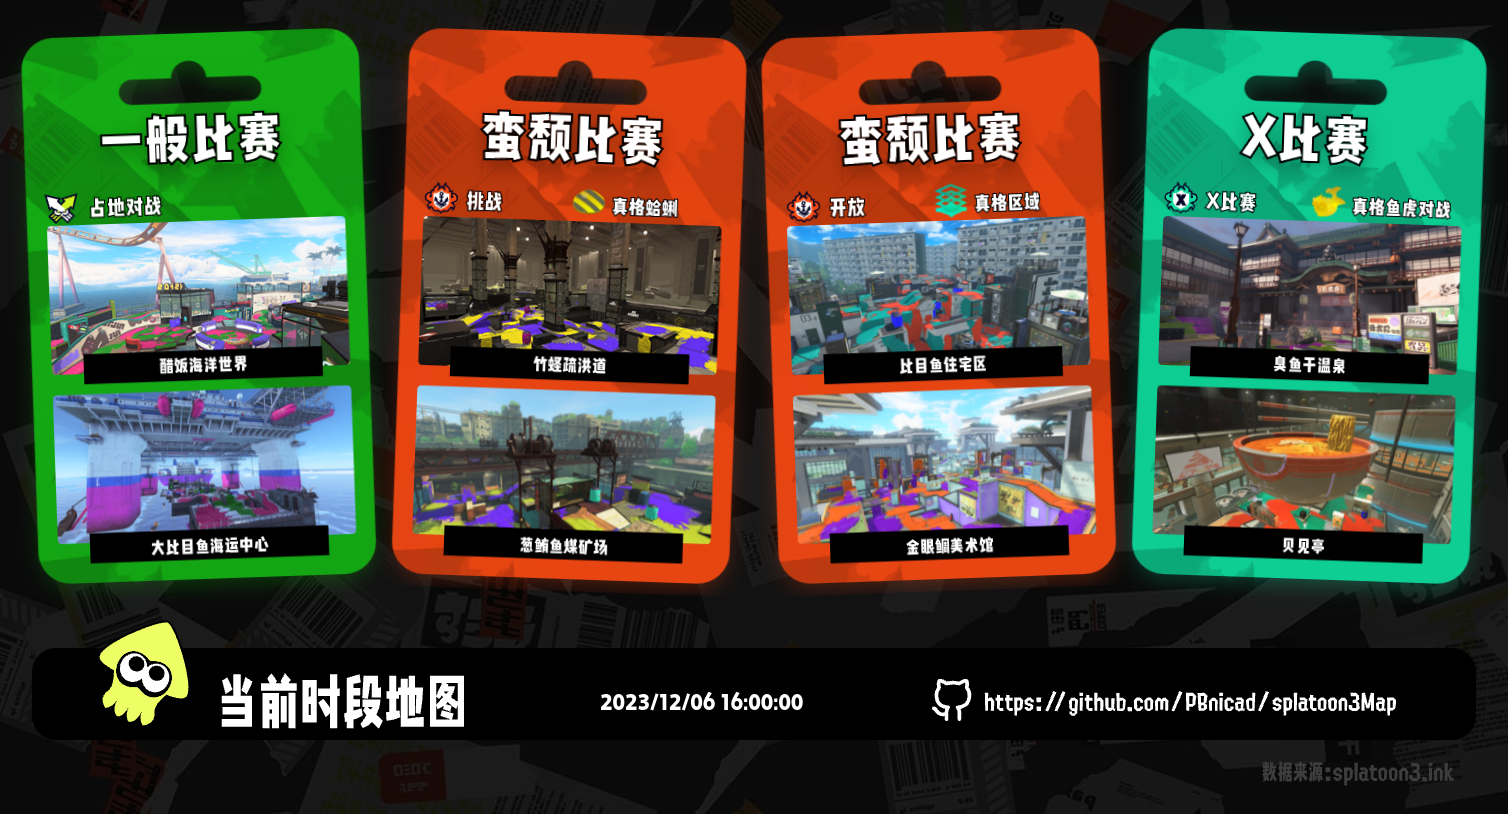 一般比赛
占地对战
醋饭海洋世界
大比目鱼海运中心
蛮颓比赛
挑战
真格蛤蜊
竹蛏疏洪道
葱鲔鱼煤矿场
蛮颓比赛
开放
真格区域
比目鱼住宅区
金眼鲷美术馆
X比赛
X比赛
真格鱼虎对战
臭鱼干温泉
贝见亭
当前时段地图
2023/12/06 16:00:00
https://github.com/PBnicad/splatoon3Map
数据来源:splatoon3.ink